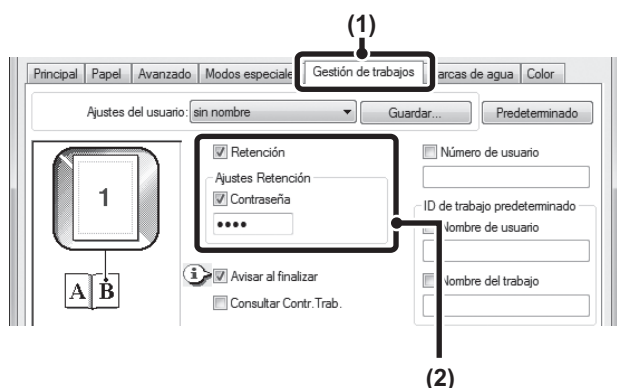 (1)
Principal Papel Avanzado Modos especiale Gestión de trabajos arcas de agua Color
Ajustes del usuario: sin nombre Guardar... Predeterminado
1
A B
Retención
Ajustes Retención
Contraseña
••••
Avisar al finalizar
Consultar Contr.Trab.
Número de usuario
ID de trabajo predeterminado
Nombre de usuario
Nombre del trabajo
(2)